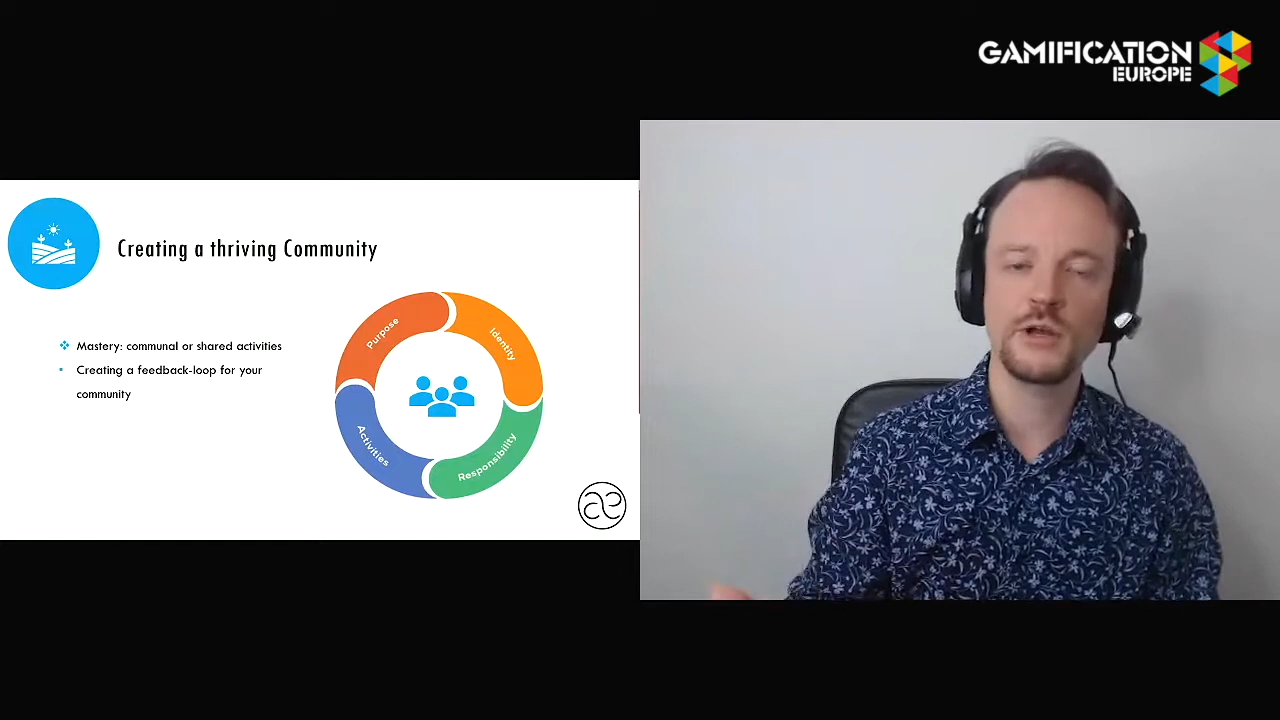 GAMIFICATION
EUROPE
Creating a thriving Community
Mastery: communal or shared activities
Creating a feedback-loop for your
community
Purpose
Identity
Activities
Responsibility